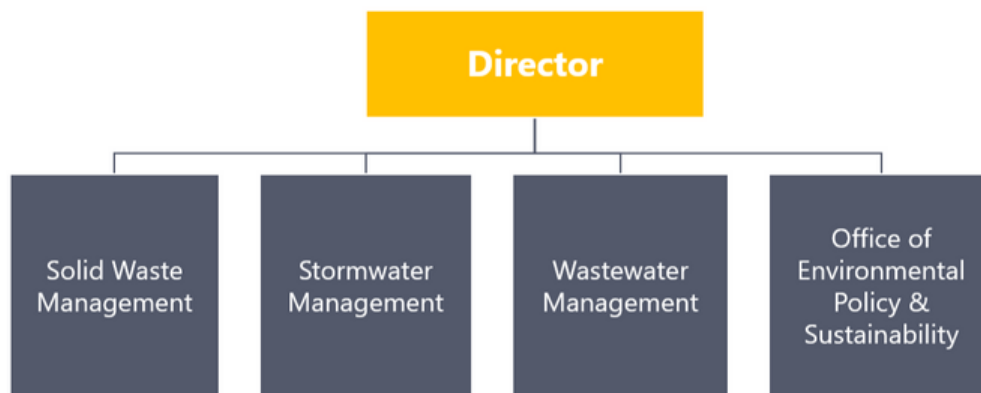 Director
Solid Waste
Management
Stormwater
Management
Wastewater
Management
Office of
Environmental
Policy &
Sustainability